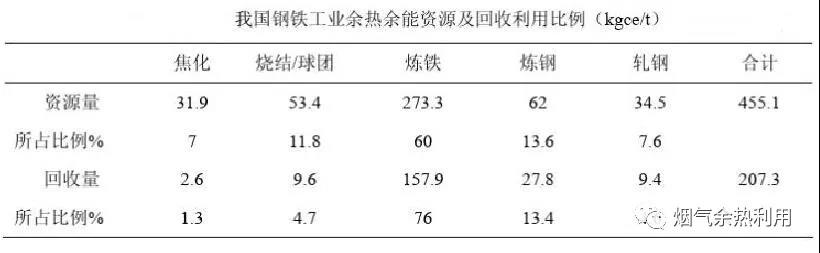 我国钢铁工业余热余能资源及回收利用比例（kgce/t）
焦化 烧结/球团 炼铁 炼钢 轧钢 合计
资源量 31.9 53.4 273.3 62 34.5 455.1
所占比例% 7 11.8 60 13.6 7.6
回收量 2.6 9.6 157.9 27.8 9.4 207.3
所占比例% 1.3 4.7 76 13.4
烟气余热利用